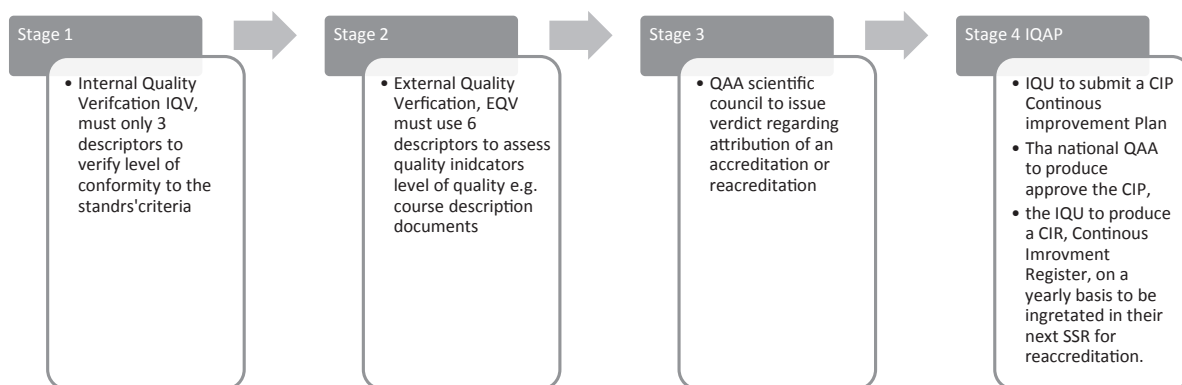 Stage 1
• Internal Quality
Verifcation IQV,
must only 3
descriptors to
verify level of
conformity to the
standrs'criteria
Stage 2
• External Quality
Verfication, EQV
must use 6
descriptors to assess
quality inidcators
level of quality e.g.
course description
documents
Stage 3
• QAA scientific
council to issue
verdict regarding
attribution of an
accreditation or
reacreditation
Stage 4 IQAP
• IQU to submit a CIP
Continous
improvement Plan
• Tha national QAA
to produce
approve the CIP,
• the IQU to produce
a CIR, Continous
Imrovment
Register, on a
yearly basis to be
ingretated in their
next SSR for
reaccreditation.